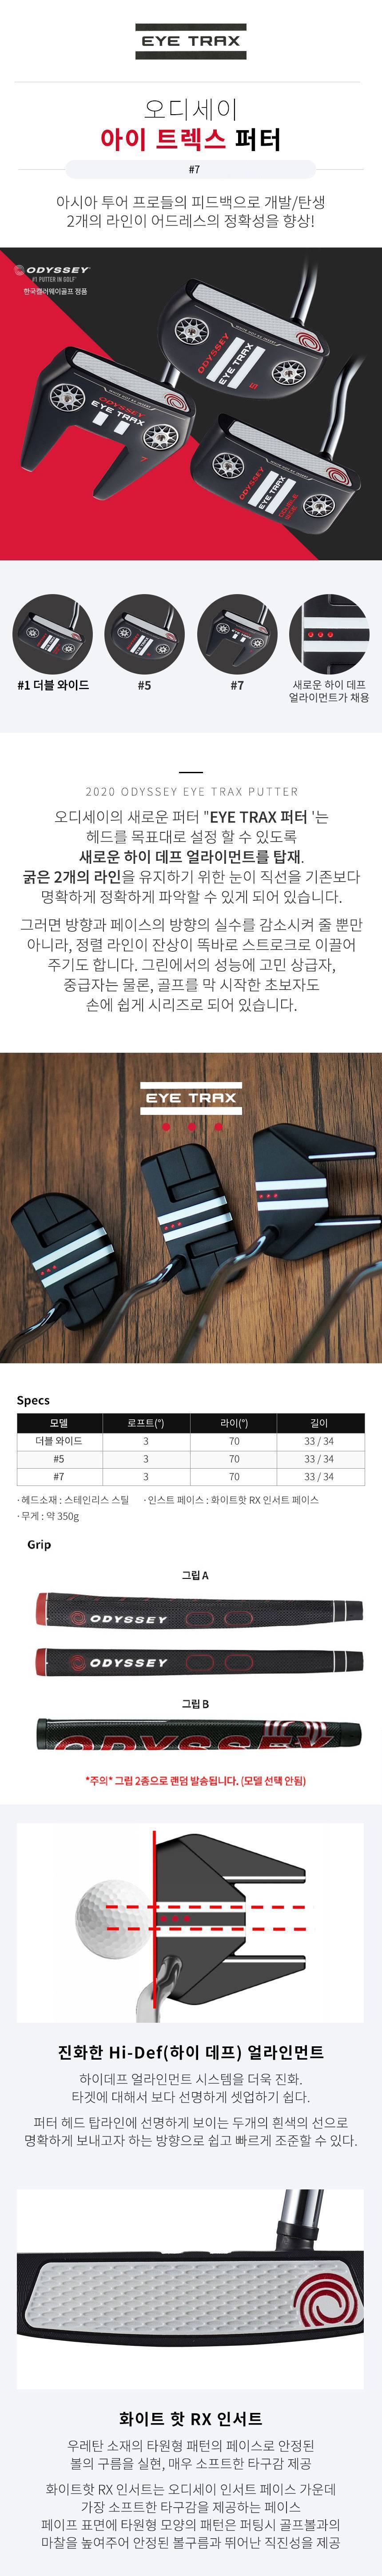 EYE TRAX
오디세이
아이 트렉스 퍼터
#7
아시아 투어 프로들의 피드백으로 개발/탄생
2개의 라인이 어드레스의 정확성을 향상!
ODYSSEY
#1 PUTTER IN GOLF
한국캘러웨이골프 정품
ODYSSEY
EYE TRAX
5
ODYSSEY
EYE TRAX
7
ODYSSEY
EYE TRAX
DOUBLE WIDE
#1 더블 와이드
#5
#7
새로운 하이 데프
얼라이먼트가 채용
2020 ODYSSEY EYE TRAX PUTTER
오디세이의 새로운 퍼터 "EYE TRAX 퍼터 '는
헤드를 목표대로 설정 할 수 있도록
새로운 하이 데프 얼라이먼트를 탑재.
굵은 2개의 라인을 유지하기 위한 눈이 직선을 기존보다
명확하게 정확하게 파악할 수 있게 되어 있습니다.
그러면 방향과 페이스의 방향의 실수를 감소시켜 줄 뿐만
아니라, 정렬 라인이 잔상이 똑바로 스트로크로 이끌어
주기도 합니다. 그린에서의 성능에 고민 상급자,
중급자는 물론, 골프를 막 시작한 초보자도
손에 쉽게 시리즈로 되어 있습니다.
EYE TRAX
Specs
모델 로프트(°) 라이(°) 길이
더블 와이드 3 70 33 / 34
#5 3 70 33 / 34
#7 3 70 33 / 34
· 헤드소재 : 스테인리스 스틸 · 인스트 페이스 : 화이트핫 RX 인서트 페이스
· 무게 : 약 350g
Grip
그립 A
ODYSSEY
ODYSSEY
그립 B
ODYSSEY
*주의* 그립 2종으로 랜덤 발송됩니다. (모델 선택 안됨)
진화한 Hi-Def(하이 데프) 얼라인먼트
하이데프 얼라인먼트 시스템을 더욱 진화.
타겟에 대해서 보다 선명하게 셋업하기 쉽다.
퍼터 헤드 탑라인에 선명하게 보이는 두개의 흰색의 선으로
명확하게 보내고자 하는 방향으로 쉽고 빠르게 조준할 수 있다.
화이트 핫 RX 인서트
우레탄 소재의 타원형 패턴의 페이스로 안정된
볼의 구름을 실현, 매우 소프트한 타구감 제공
화이트핫 RX 인서트는 오디세이 인서트 페이스 가운데
가장 소프트한 타구감을 제공하는 페이스
페이프 표면에 타원형 모양의 패턴은 퍼팅시 골프볼과의
마찰을 높여주어 안정된 볼구름과 뛰어난 직진성을 제공